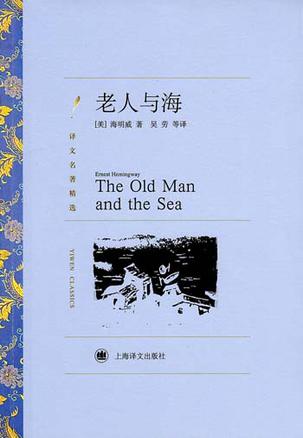 老人与海
[美] 海明威 著 吴 劳 等译
译文名著精选
YIWEN CLASSICS
Ernest Hemingway
The Old Man
and the Sea
上海译文出版社